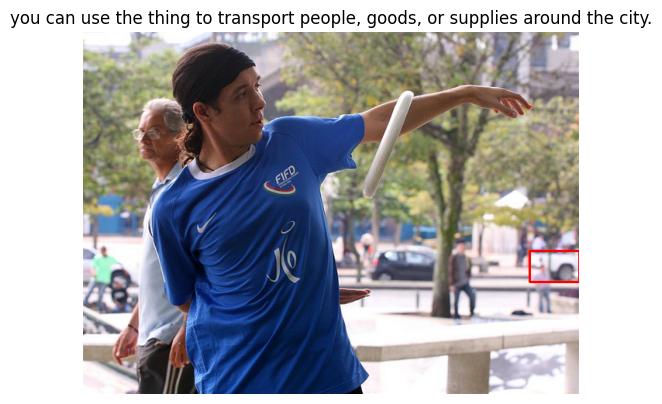 you can use the thing to transport people, goods, or supplies around the city.
FIFD